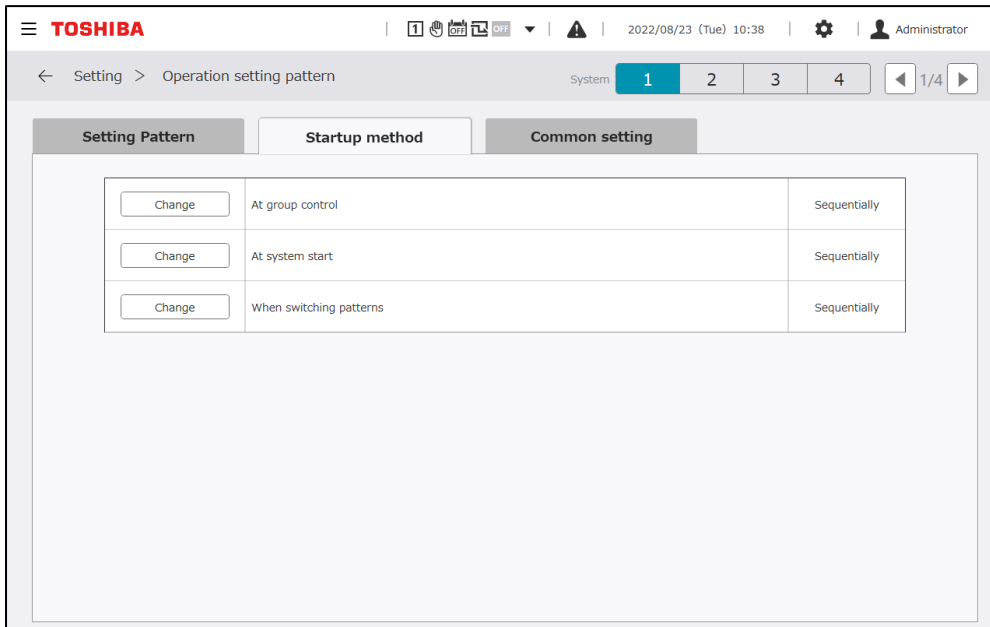 TOSHIBA | 1 OFF OFF | | 2022/08/23 (Tue) 10:38 | | Administrator
Setting > Operation setting pattern System 1 2 3 4 1/4
Setting Pattern Startup method Common setting
Change At group control Sequentially
Change At system start Sequentially
Change When switching patterns Sequentially